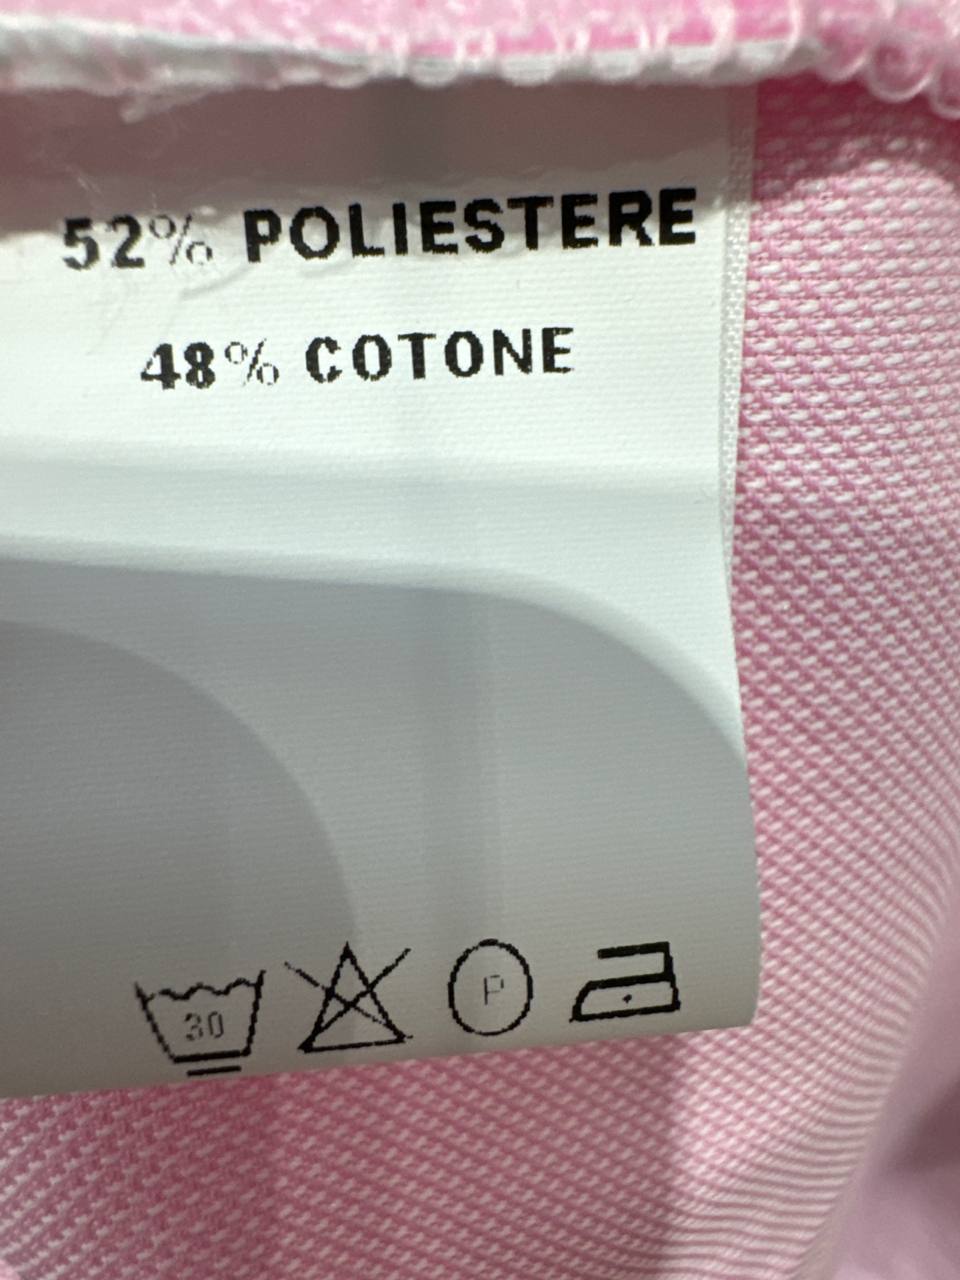 52% POLIESTERE
48% COTONE
30 P